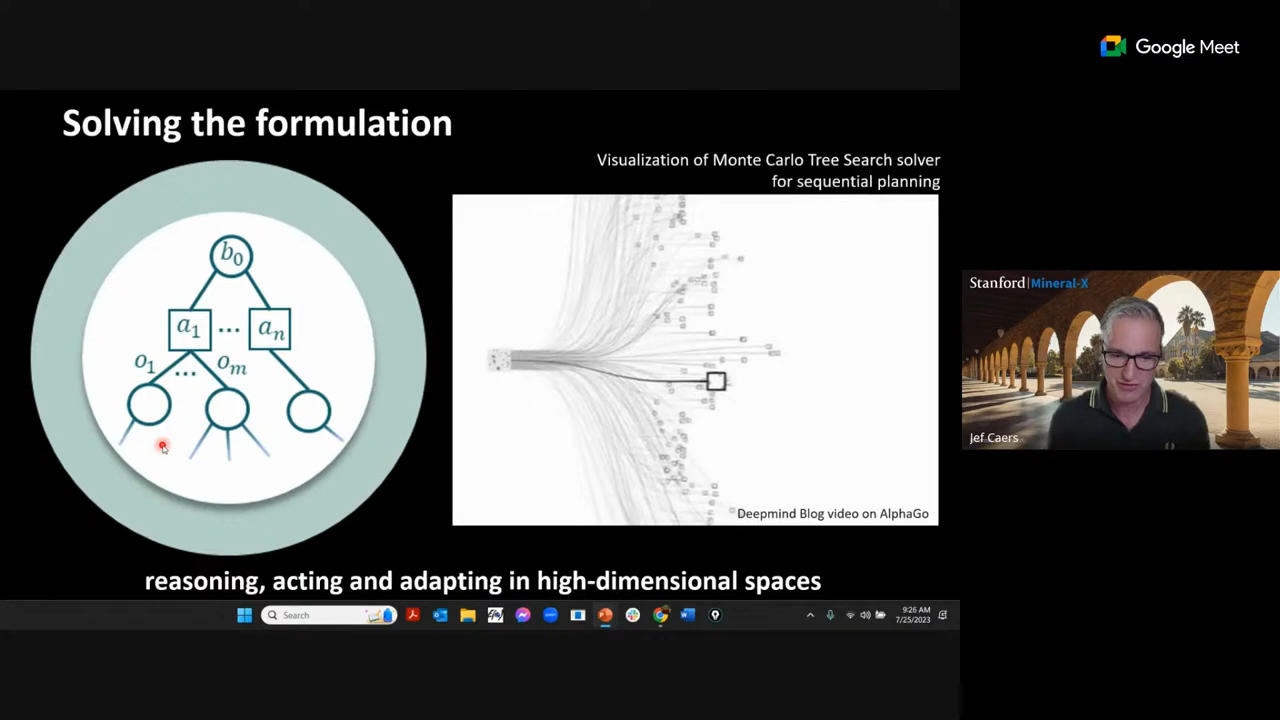 Google Meet
Solving the formulation
Visualization of Monte Carlo Tree Search solver
for sequential planning
b0
a1 ... an
o1 ... om
Deepmind Blog video on AlphaGo
reasoning, acting and adapting in high-dimensional spaces
Stanford | Mineral-X
Jef Caers
Search
9:26 AM
7/25/2023